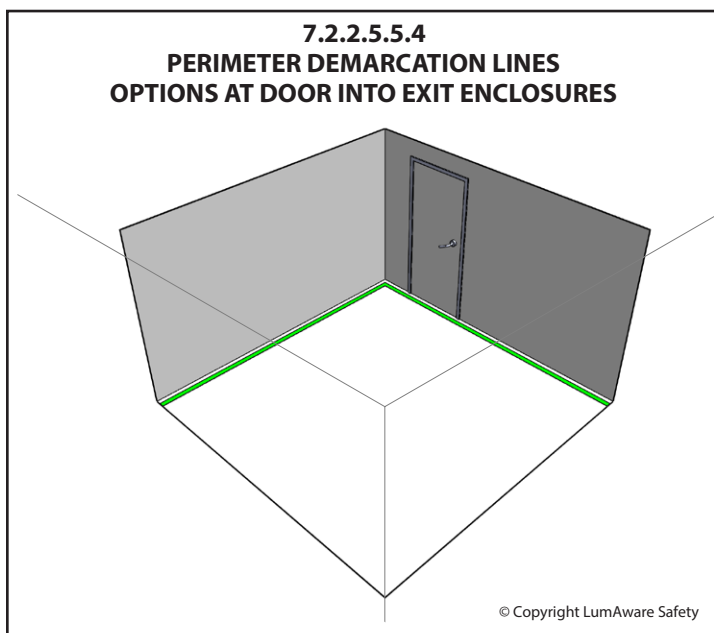 7.2.2.5.5.4
PERIMETER DEMARCATION LINES
OPTIONS AT DOOR INTO EXIT ENCLOSURES
© Copyright LumAware Safety